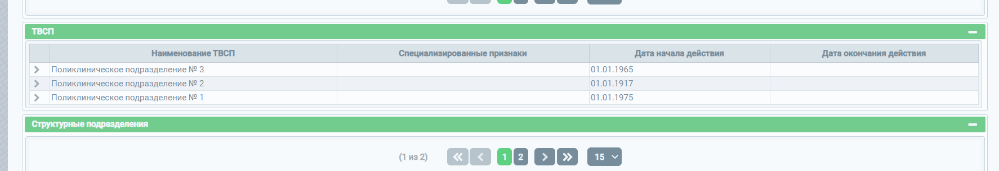 ТВСП
Наименование ТВСП Специализированные признаки Дата начала действия Дата окончания действия
Поликлиническое подразделение № 3 01.01.1965
Поликлиническое подразделение № 2 01.01.1917
Поликлиническое подразделение № 1 01.01.1975
Структурные подразделения
(1 из 2) 1 2 15